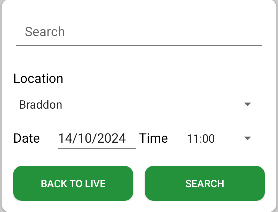 Search
Location
Braddon
Date 14/10/2024 Time 11:00
BACK TO LIVE SEARCH